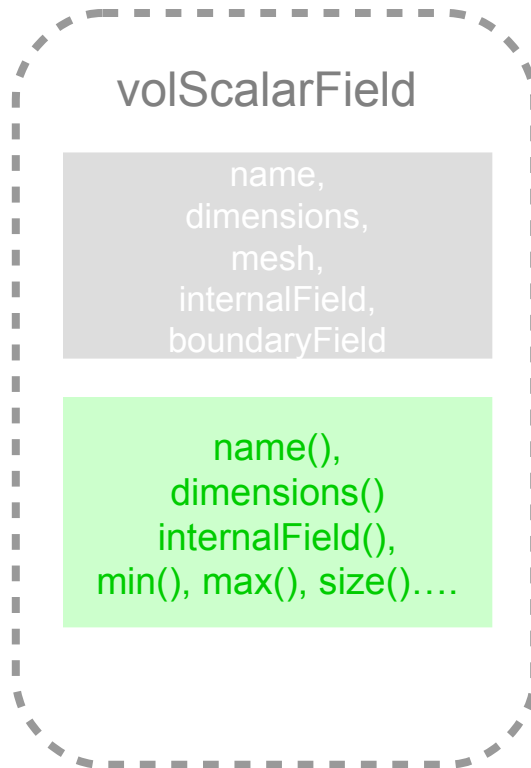 volScalarField
name,
dimensions,
mesh,
internalField,
boundaryField
name(),
dimensions()
internalField(),
min(), max(), size()….